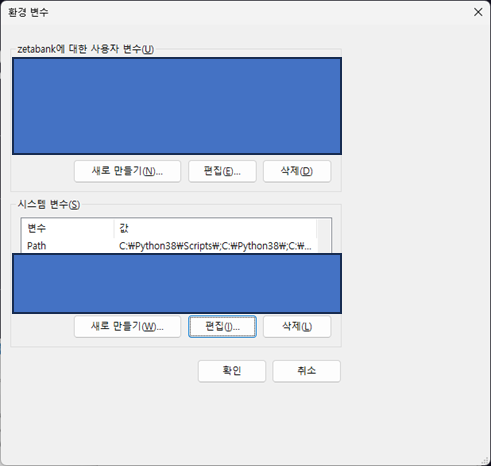 환경 변수
zetabank에 대한 사용자 변수(U)
새로 만들기(N)... 편집(E)... 삭제(D)
시스템 변수(S)
변수 값
Path C:\Python38\Scripts\;C:\Python38\;C:\...
새로 만들기(W)... 편집(I)... 삭제(L)
확인 취소